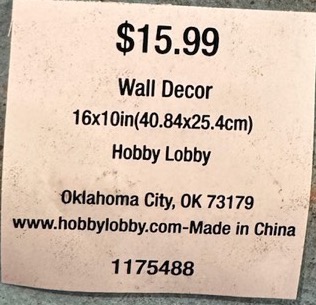 $15.99
Wall Decor
16x10in(40.84x25.4cm)
Hobby Lobby
Oklahoma City, OK 73179
www.hobbylobby.com-Made in China
1175488